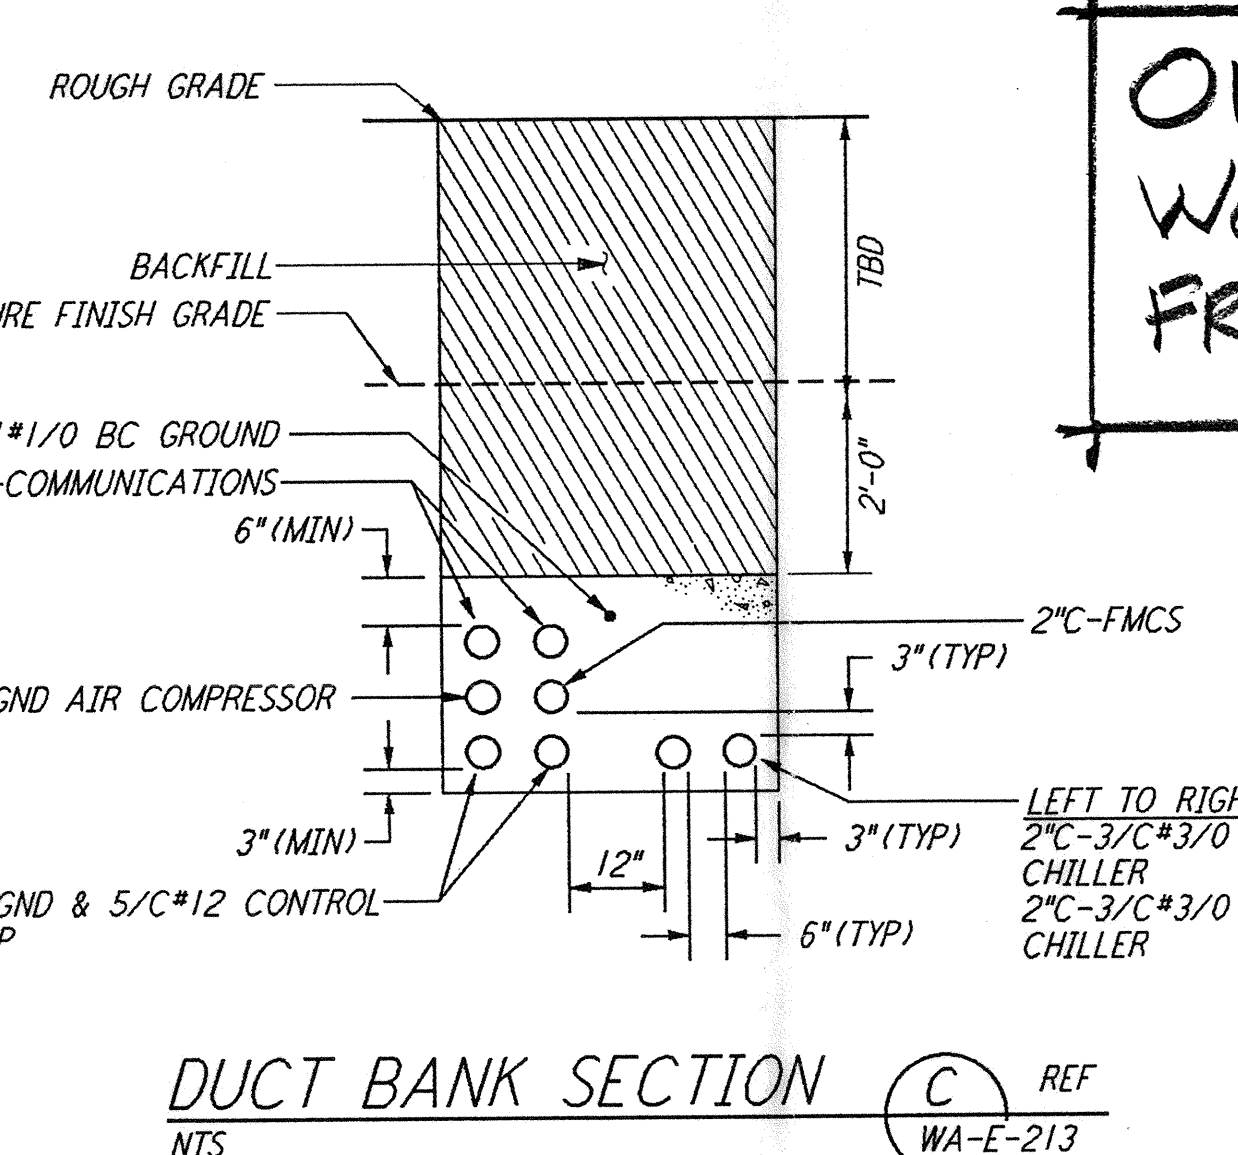 ROUGH GRADE
BACKFILL
FINISH GRADE
TBD
#1/0 BC GROUND
-COMMUNICATIONS
2'-0"
6"(MIN)
2"C-FMCS
3"(TYP)
GND AIR COMPRESSOR
LEFT TO
2"C-3/C#3/0
CHILLER
2"C-3/C#3/0
CHILLER
3"(MIN)
3"(TYP)
12"
GND & 5/C#12 CONTROL
6"(TYP)
DUCT BANK SECTION
C
REF
NTS
WA-E-213